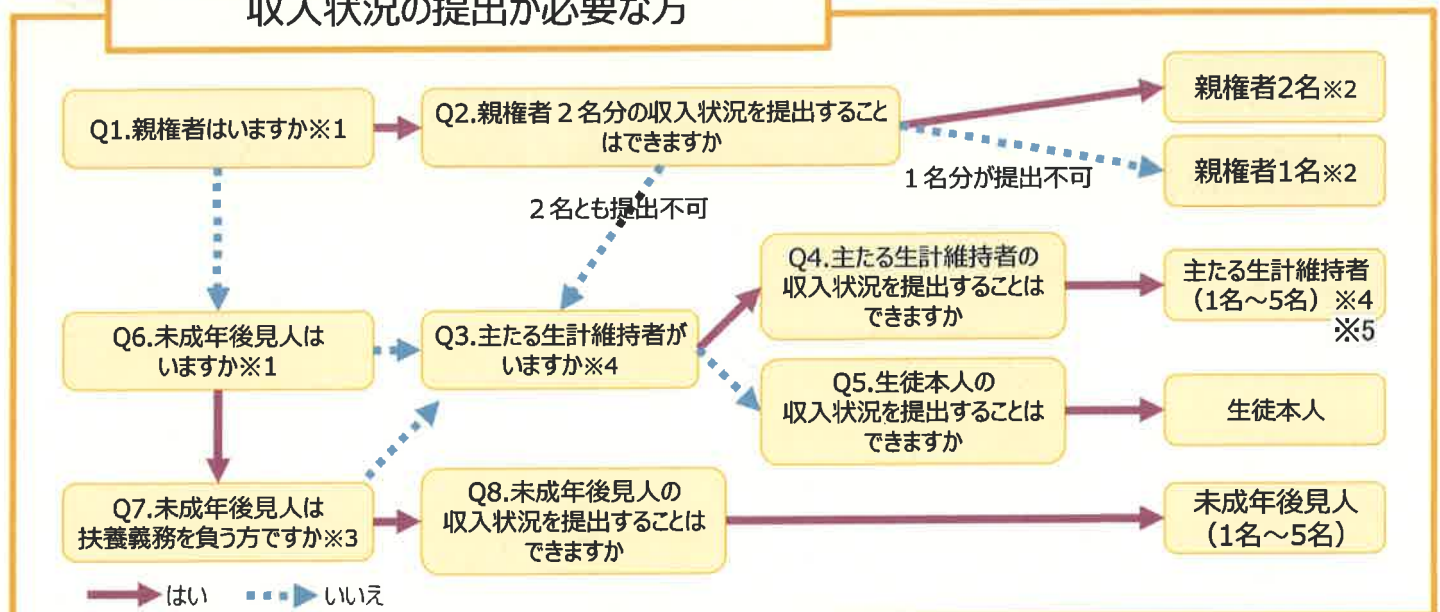 収入状況の提出が必要な方
Q1.親権者はいますか※1
Q2.親権者２名分の収入状況を提出すること
はできますか
親権者2名※2
１名分が提出不可
親権者1名※2
２名とも提出不可
Q6.未成年後見人は
いますか※1
Q3.主たる生計維持者が
いますか※4
Q4.主たる生計維持者の
収入状況を提出することは
できますか
主たる生計維持者
（1名～5名）※4
※5
Q5.生徒本人の
収入状況を提出することは
できますか
生徒本人
Q7.未成年後見人は
扶養義務を負う方ですか※3
Q8.未成年後見人の
収入状況を提出することは
できますか
未成年後見人
（1名～5名）
はい
いいえ